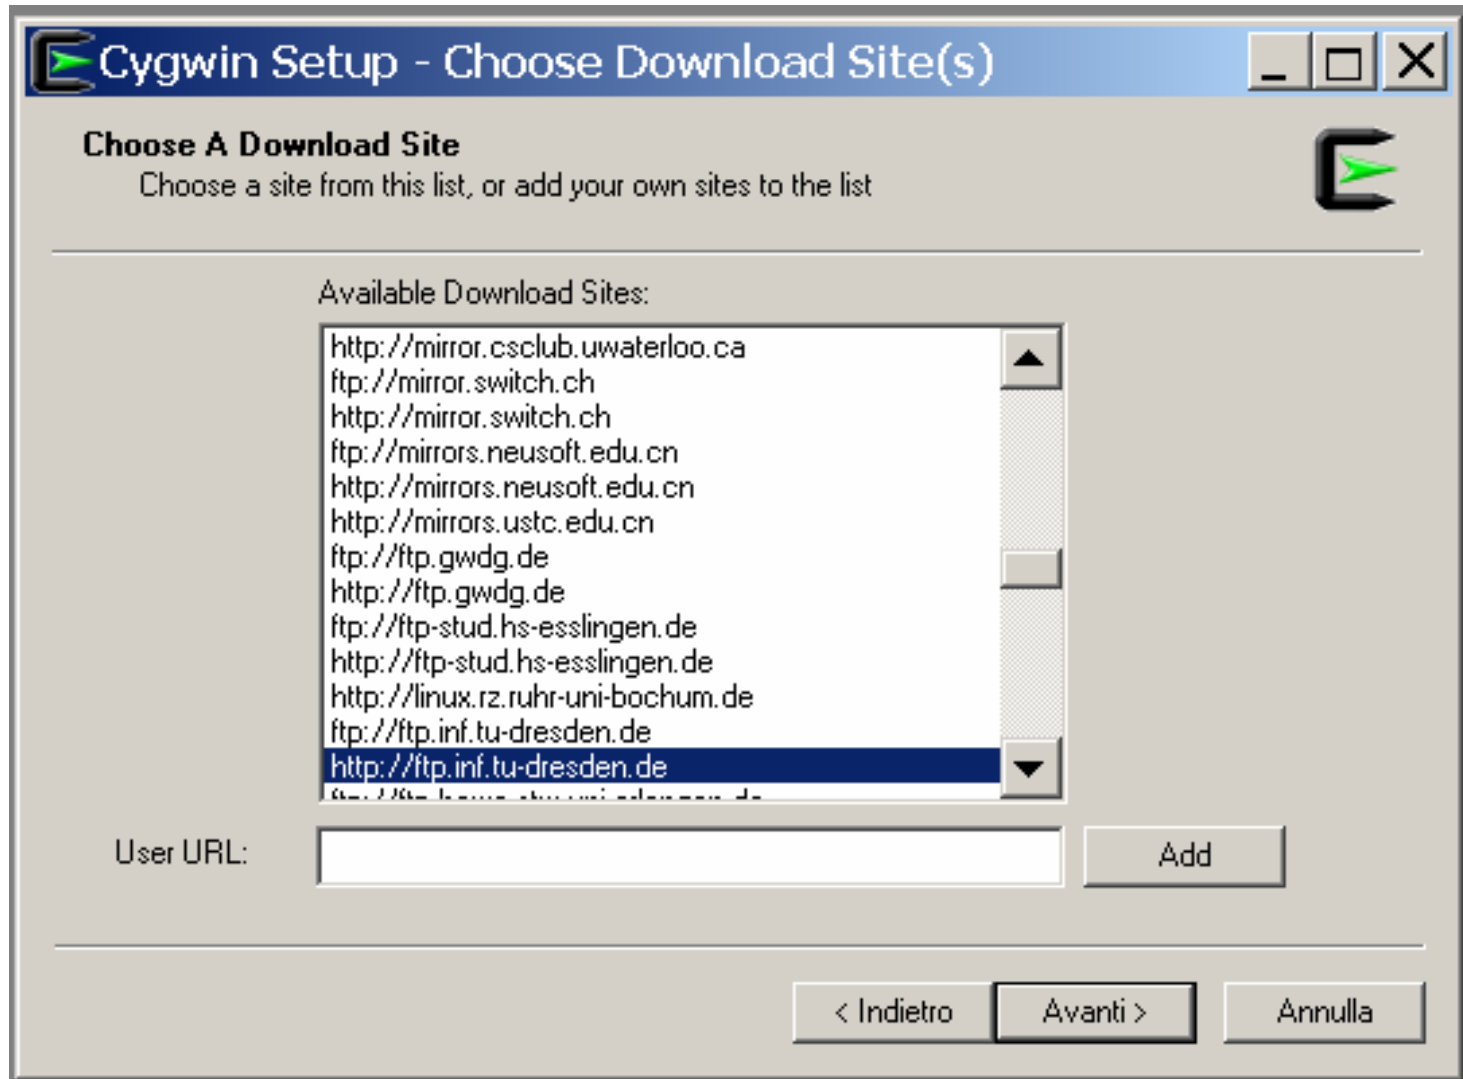 Cygwin Setup - Choose Download Site(s)
Choose A Download Site
Choose a site from this list, or add your own sites to the list
Available Download Sites:
http://mirror.csclub.uwaterloo.ca
ftp://mirror.switch.ch
http://mirror.switch.ch
ftp://mirrors.neusoft.edu.cn
http://mirrors.neusoft.edu.cn
http://mirrors.ustc.edu.cn
ftp://ftp.gwdg.de
http://ftp.gwdg.de
ftp://ftp-stud.hs-esslingen.de
http://ftp-stud.hs-esslingen.de
http://linux.rz.ruhr-uni-bochum.de
ftp://ftp.inf.tu-dresden.de
http://ftp.inf.tu-dresden.de
User URL:
Add
< Indietro
Avanti >
Annulla